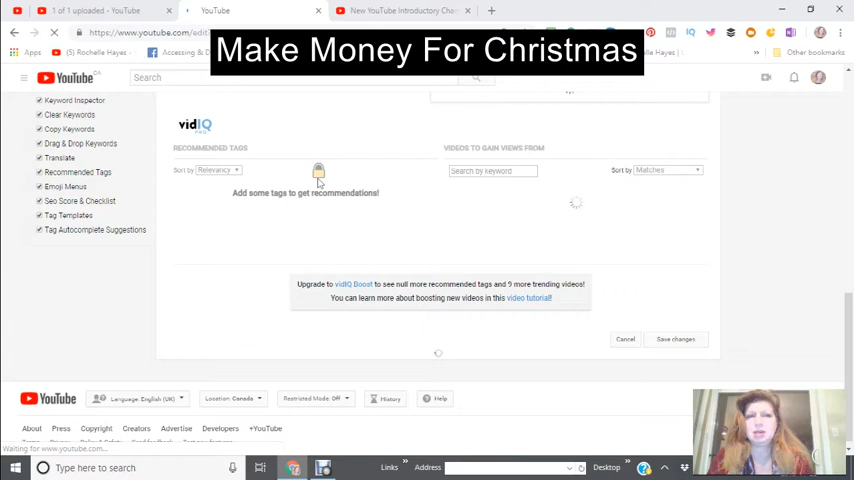 1 of 1 uploaded - YouTube
YouTube
New YouTube Introductory Cha
https://www.youtube.com/edit
Make Money For Christmas
Apps
(5) Rochelle Hayes
Accessing & D
Other bookmarks
YouTube CA
Search
Keyword Inspector
Clear Keywords
Copy Keywords
Drag & Drop Keywords
Translate
Recommended Tags
Emoji Menus
Seo Score & Checklist
Tag Templates
Tag Autocomplete Suggestions
vidIQ
PRO
RECOMMENDED TAGS
VIDEOS TO GAIN VIEWS FROM
Sort by Relevancy
Search by keyword
Sort by Matches
Add some tags to get recommendations!
Upgrade to vidIQ Boost to see null more recommended tags and 9 more trending videos!
You can learn more about boosting new videos in this video tutorial!
Cancel
Save changes
YouTube
Language: English (UK)
Location: Canada
Restricted Mode: Off
History
Help
About Press Copyright Creators Advertise Developers +YouTube
Waiting for www.youtube.com...
Type here to search
Links
Address
Desktop